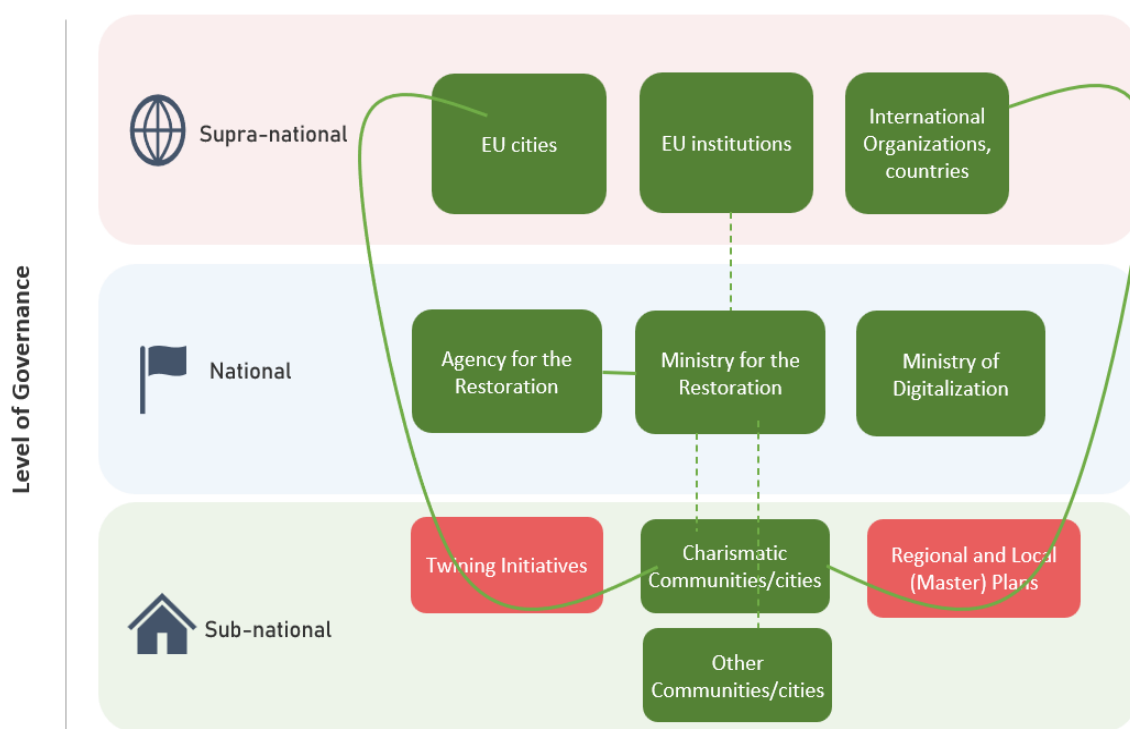 Level of Governance
Supra-national
EU cities
EU institutions
International
Organizations,
countries
National
Agency for the
Restoration
Ministry for the
Restoration
Ministry of
Digitalization
Sub-national
Twining Initiatives
Charismatic
Communities/cities
Regional and Local
(Master) Plans
Other
Communities/cities